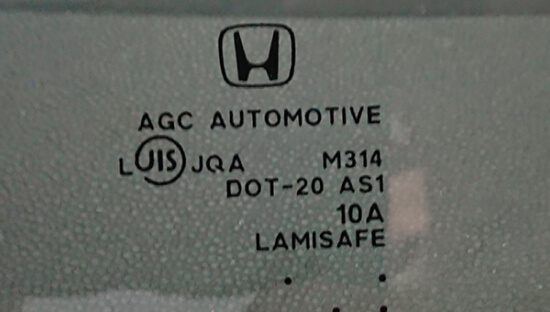 AGC AUTOMOTIVE
L JIS JQA M314
DOT-20 AS1
10A
LAMISAFE